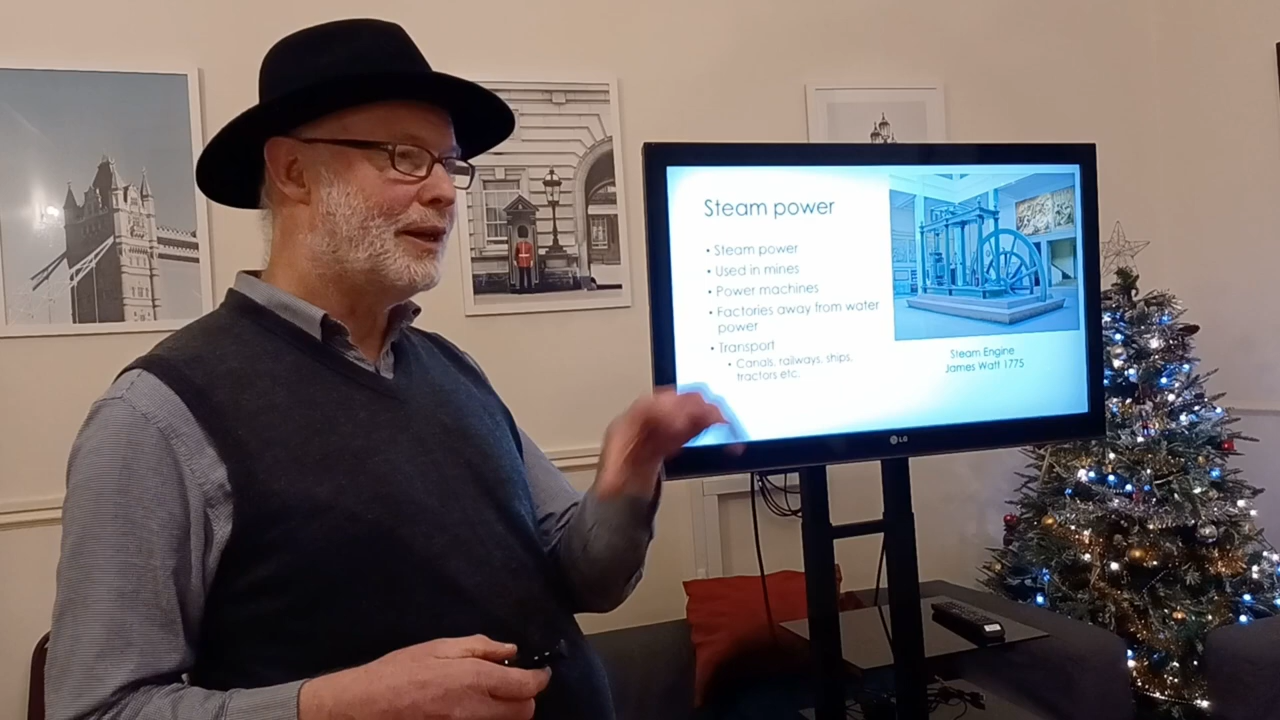 Steam power
• Steam power
• Used in mines
• Power machines
• Factories away from water
power
• Transport
• Canals, railways, ships,
tractors etc.
Steam Engine
James Watt 1775
LG